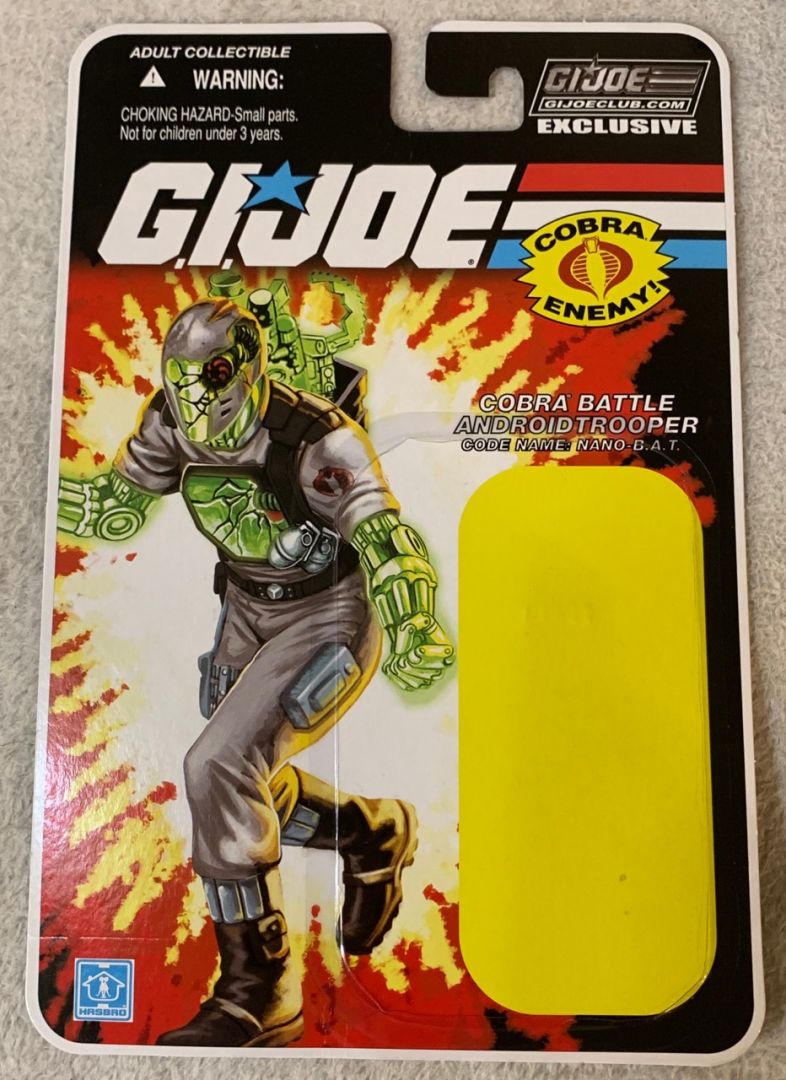 ADULT COLLECTIBLE
WARNING:
CHOKING HAZARD-Small parts.
Not for children under 3 years.
G.I.JOE
GIJOECLUB.COM
EXCLUSIVE
G.I.JOE®
COBRA
ENEMY!
COBRA® BATTLE
ANDROIDTROOPER
CODE NAME: NANO-B.A.T.
HASBRO